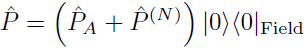 P̂ = (P̂_A + P̂^(N)) |0⟩⟨0|_Field